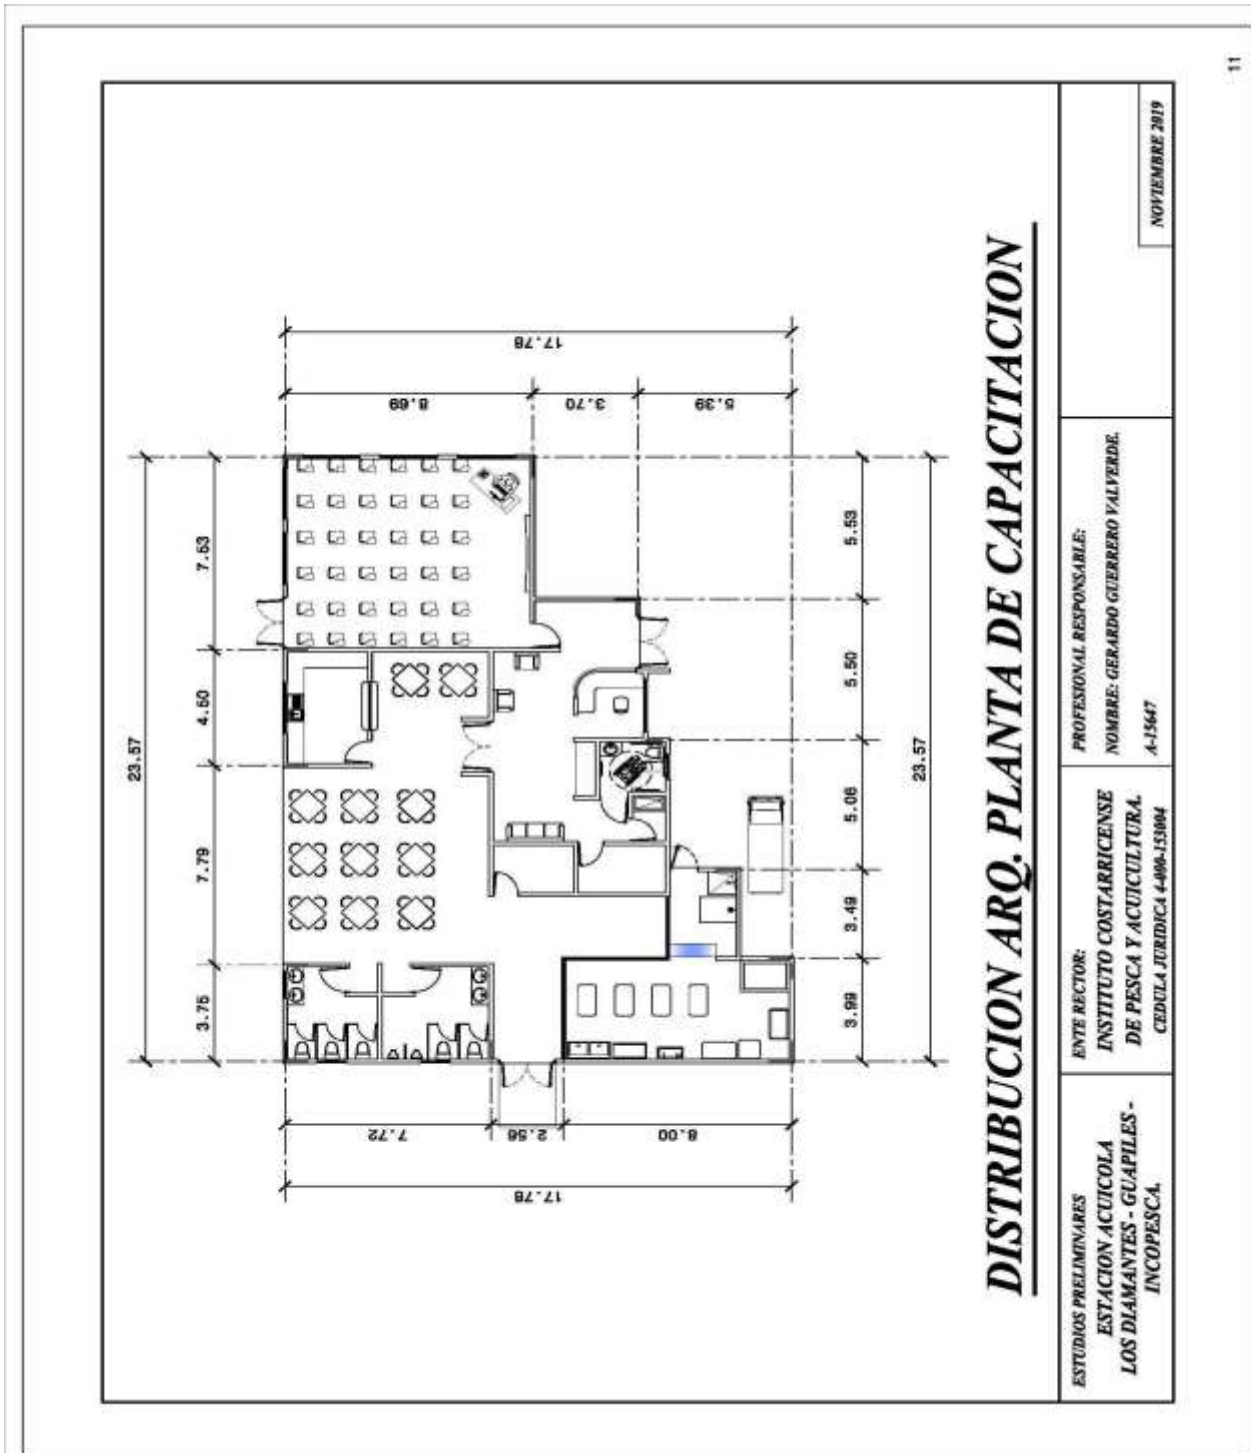 11
23.57
3.75
7.79
4.50
7.53
17.78
7.22
2.56
8.00
8.69
3.70
5.39
17.78
3.99
3.49
5.06
5.50
5.53
23.57
DISTRIBUCION ARQ. PLANTA DE CAPACITACION
ESTUDIOS PRELIMINARES
ESTACION ACUICOLA
LOS DIAMANTES - GUAPILES -
INCOPESCA.
ENTE RECTOR:
INSTITUTO COSTARRICENSE
DE PESCA Y ACUICULTURA.
CEDULA JURIDICA 4-000-153004
PROFESIONAL RESPONSABLE:
NOMBRE: GERARDO GUERRERO VALVERDE.
A-15647
NOVIEMBRE 2019